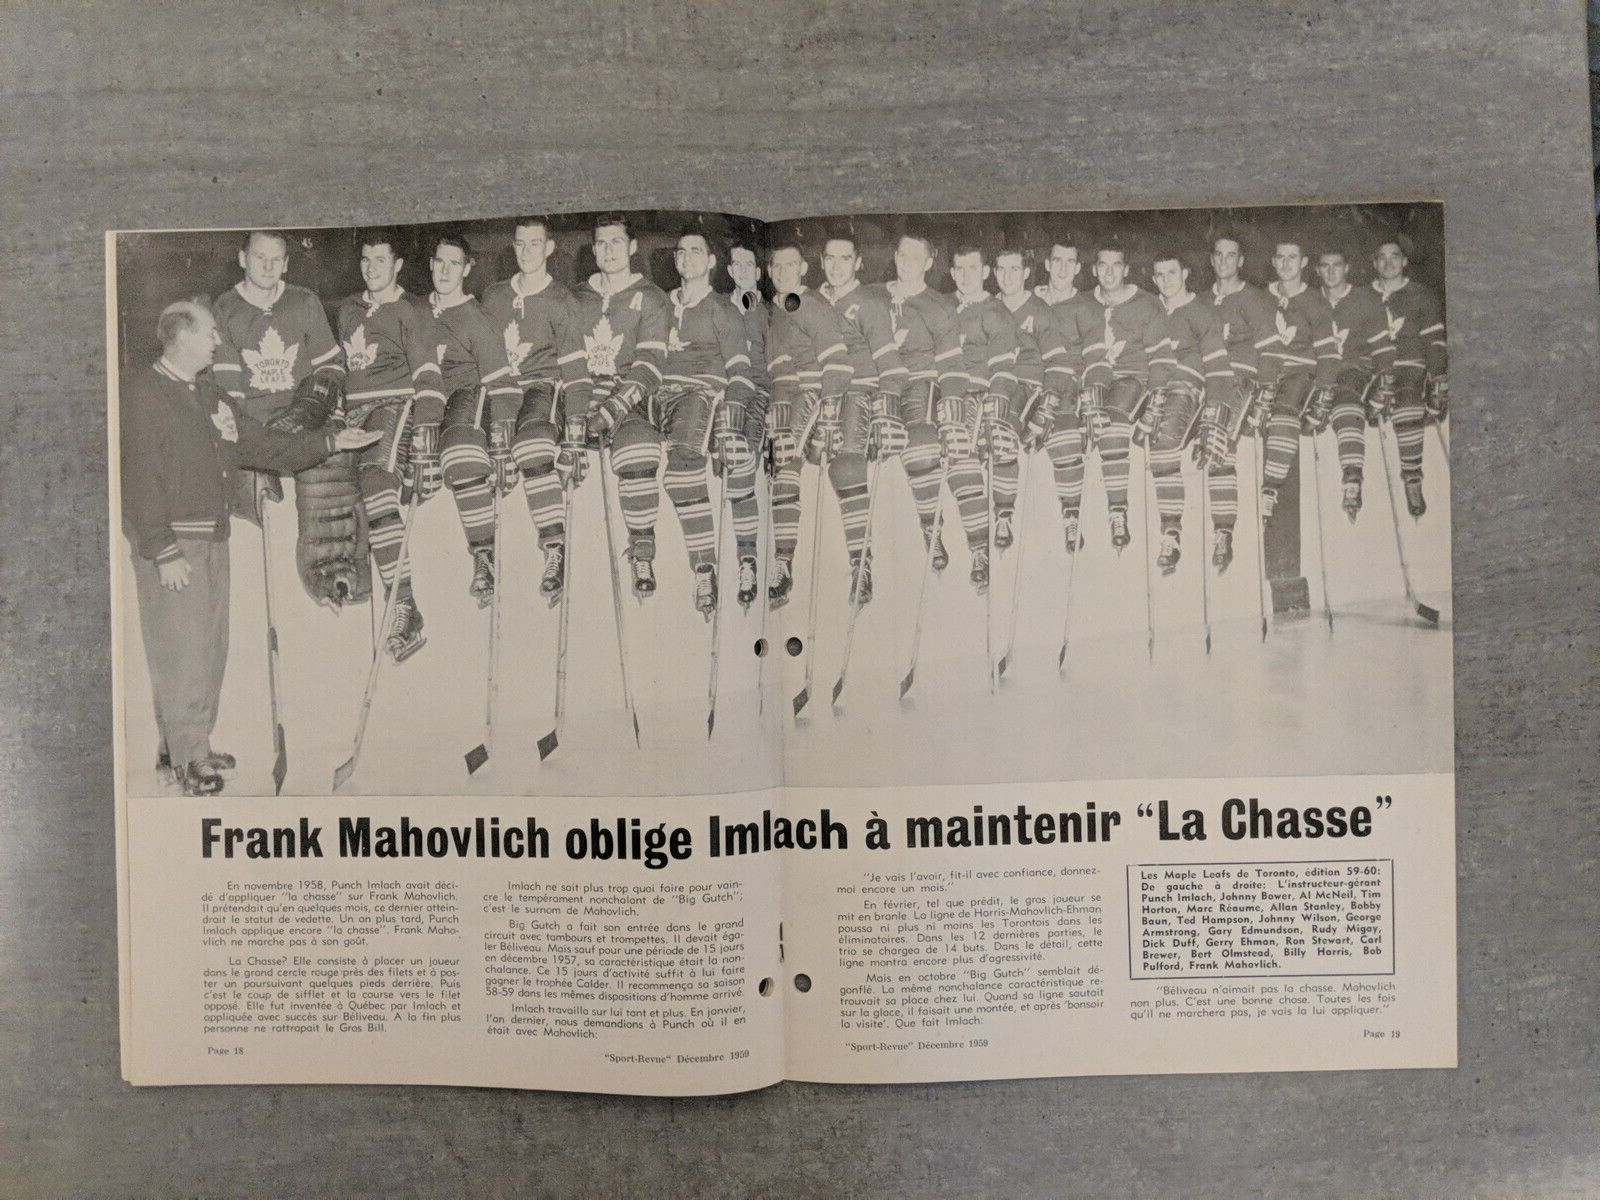 45
TORONTO
MAPLE
LEAFS
A
A
TORONTO
MAPLE
LEAFS
C
A
Frank Mahovlich oblige Imlach à maintenir “La Chasse”
En novembre 1958, Punch Imlach avait déci-
dé d'appliquer "la chasse" sur Frank Mahovlich.
Il prétendait qu'en quelques mois, ce dernier attein-
drait le statut de vedette. Un an plus tard, Punch
Imlach applique encore "la chasse". Frank Maho-
vlich ne marche pas à son goût.
La Chasse? Elle consiste à placer un joueur
dans le grand cercle rouge près des filets et à pos-
ter un poursuivant quelques pieds derrière. Puis
c'est le coup de sifflet et la course vers le filet
opposé. Elle fut inventée à Québec par Imlach et
appliquée avec succès sur Béliveau. A la fin plus
personne ne rattrapait le Gros Bill.
Page 18
Imlach ne sait plus trop quoi faire pour vain-
cre le tempérament nonchalant de "Big Gutch";
c'est le surnom de Mahovlich.
Big Gutch a fait son entrée dans le grand
circuit avec tambours et trompettes. Il devait éga-
ler Béliveau. Mais sauf pour une période de 15 jours
en décembre 1957, sa caractéristique était la non-
chalance. Ce 15 jours d'activité suffit à lui faire
gagner le trophée Calder. Il recommença sa saison
58-59 dans les mêmes dispositions d'homme arrivé.
Imlach travailla sur lui tant et plus. En janvier,
l'an dernier, nous demandions à Punch où il en
était avec Mahovlich:
"Sport-Revue" Décembre 1959
"Je vais l'avoir, fit-il avec confiance, donnez-
moi encore un mois."
En février, tel que prédit, le gros joueur se
mit en branle. La ligne de Harris-Mahovlich-Ehman
poussa ni plus ni moins les Torontois dans les
éliminatoires. Dans les 12 dernières parties, le
trio se chargea de 14 buts. Dans le détail, cette
ligne montra encore plus d'agressivité.
Mais en octobre "Big Gutch" semblait dé-
gonflé. La même nonchalance caractéristique re-
trouvait sa place chez lui. Quand sa ligne sautait
sur la glace, il faisait une montée, et après 'bonsoir
la visite'. Que fait Imlach:
"Sport-Revue" Décembre 1959
Les Maple Leafs de Toronto, édition 59-60:
De gauche à droite: L'instructeur-gérant
Punch Imlach, Johnny Bower, Al McNeil, Tim
Horton, Marc Réaume, Allan Stanley, Bobby
Baun, Ted Hampson, Johnny Wilson, George
Armstrong, Gary Edmundson, Rudy Migay,
Dick Duff, Gerry Ehman, Ron Stewart, Carl
Brewer, Bert Olmstead, Billy Harris, Bob
Pulford, Frank Mahovlich.
"Béliveau n'aimait pas la chasse. Mahovlich
non plus. C'est une bonne chose. Toutes les fois
qu'il ne marchera pas, je vais la lui appliquer."
Page 19